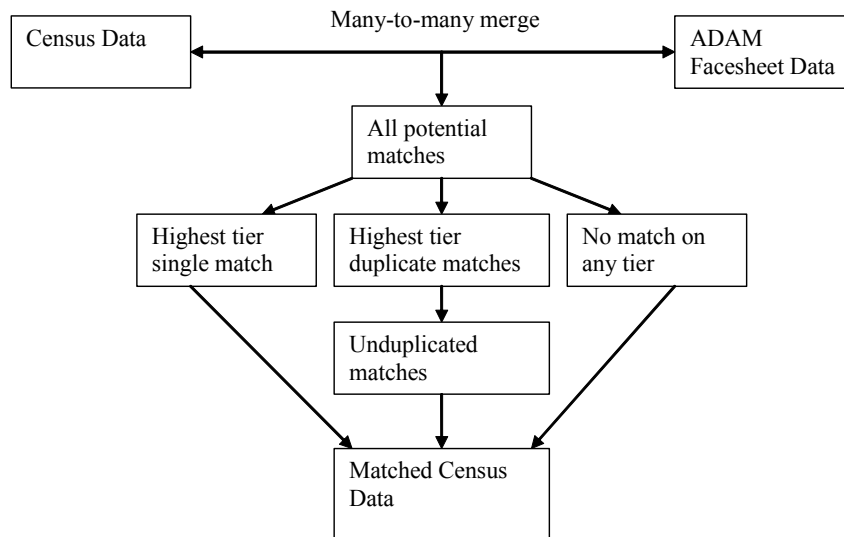 Many-to-many merge
Census Data
ADAM
Facesheet Data
All potential
matches
Highest tier
single match
Highest tier
duplicate matches
No match on
any tier
Unduplicated
matches
Matched Census
Data